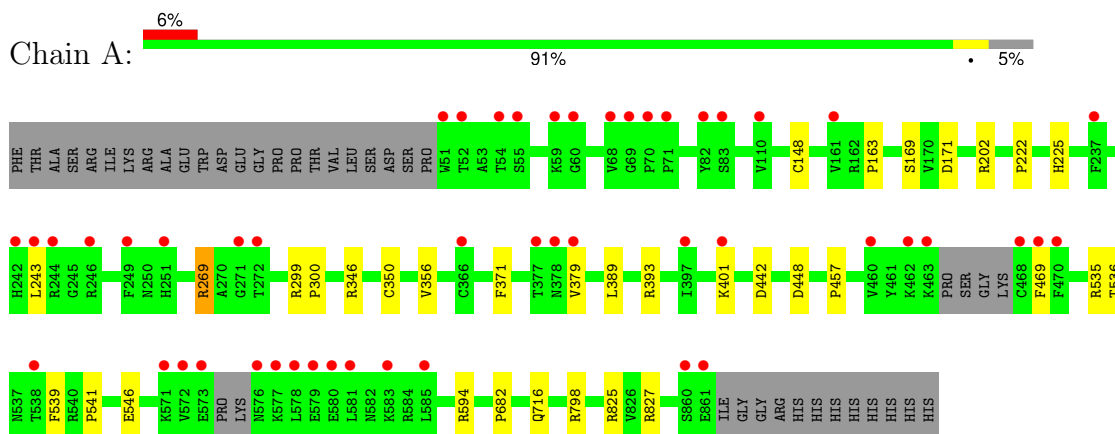 6%
Chain A:
91% • 5%
PHE THR ALA SER ARG ILE LYS ARG ALA GLU TRP ASP ASP GLU GLY PRO PRO THR VAL LEU SER ASP SER PRO W51 T52 A53 T54 S55 K59 G60 V68 G69 P70 P71 Y82 S83 V110 C148 V161 R162 P163 S169 V170 D171 R202 P222 H225 F237
H242 L243 R244 G245 R246 F249 N250 H251 R269 A270 G271 T272 R299 P300 R346 C350 V356 C366 F371 T377 N378 V379 L389 R393 I397 K401 D442 D448 P457 V460 Y461 K462 K463 PRO SER GLY LYS C468 F469 F470 R535 T536
N537 T538 F539 R540 P541 E546 K571 V572 E573 PRO LYS N576 K577 L578 E579 E580 L581 N582 K583 R584 L585 R594 P682 Q716 R798 R825 V826 R827 S860 E861 ILE GLY GLY ARG HIS HIS HIS HIS HIS HIS HIS HIS